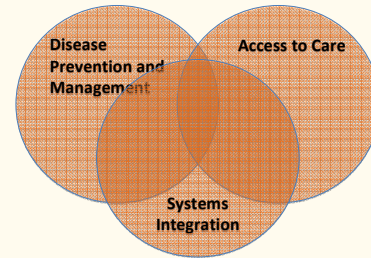 Disease
Prevention and
Management
Access to Care
Systems
Integration